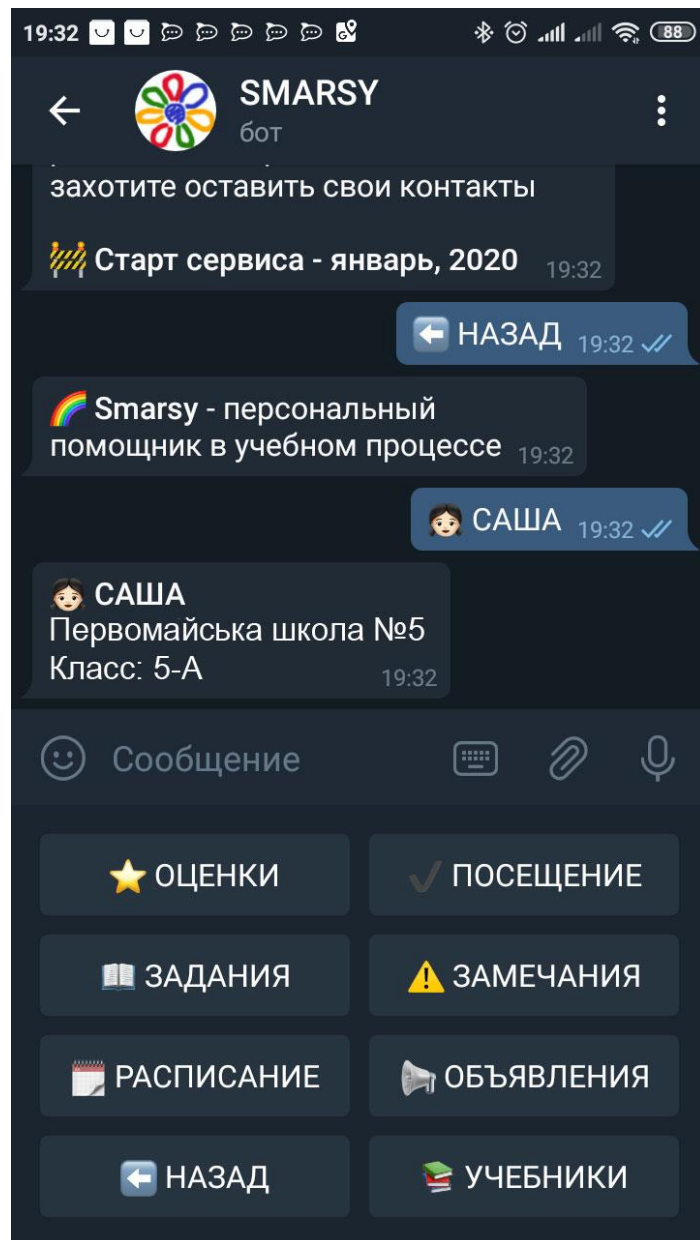 19:32
88
SMARSY
бот
захотите оставить свои контакты
🚧 Старт сервиса - январь, 2020 19:32
⬅️ НАЗАД 19:32
🌈 Smarsy - персональный
помощник в учебном процессе 19:32
👧🏻 САША 19:32
👧🏻 САША
Первомайська школа №5
Класс: 5-А 19:32
Сообщение
⭐ ОЦЕНКИ
✔️ ПОСЕЩЕНИЕ
📖 ЗАДАНИЯ
⚠️ ЗАМЕЧАНИЯ
🗓️ РАСПИСАНИЕ
📢 ОБЪЯВЛЕНИЯ
⬅️ НАЗАД
📚 УЧЕБНИКИ